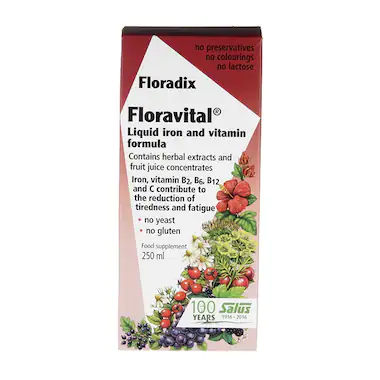 no preservatives
no colourings
no lactose
Floradix
Floravital®
Liquid iron and vitamin
formula
Contains herbal extracts and
fruit juice concentrates
Iron, vitamin B2, B6, B12
and C contribute to
the reduction of
tiredness and fatigue
• no yeast
• no gluten
Food supplement
250 ml
100
YEARS
Salus
1916 - 2016